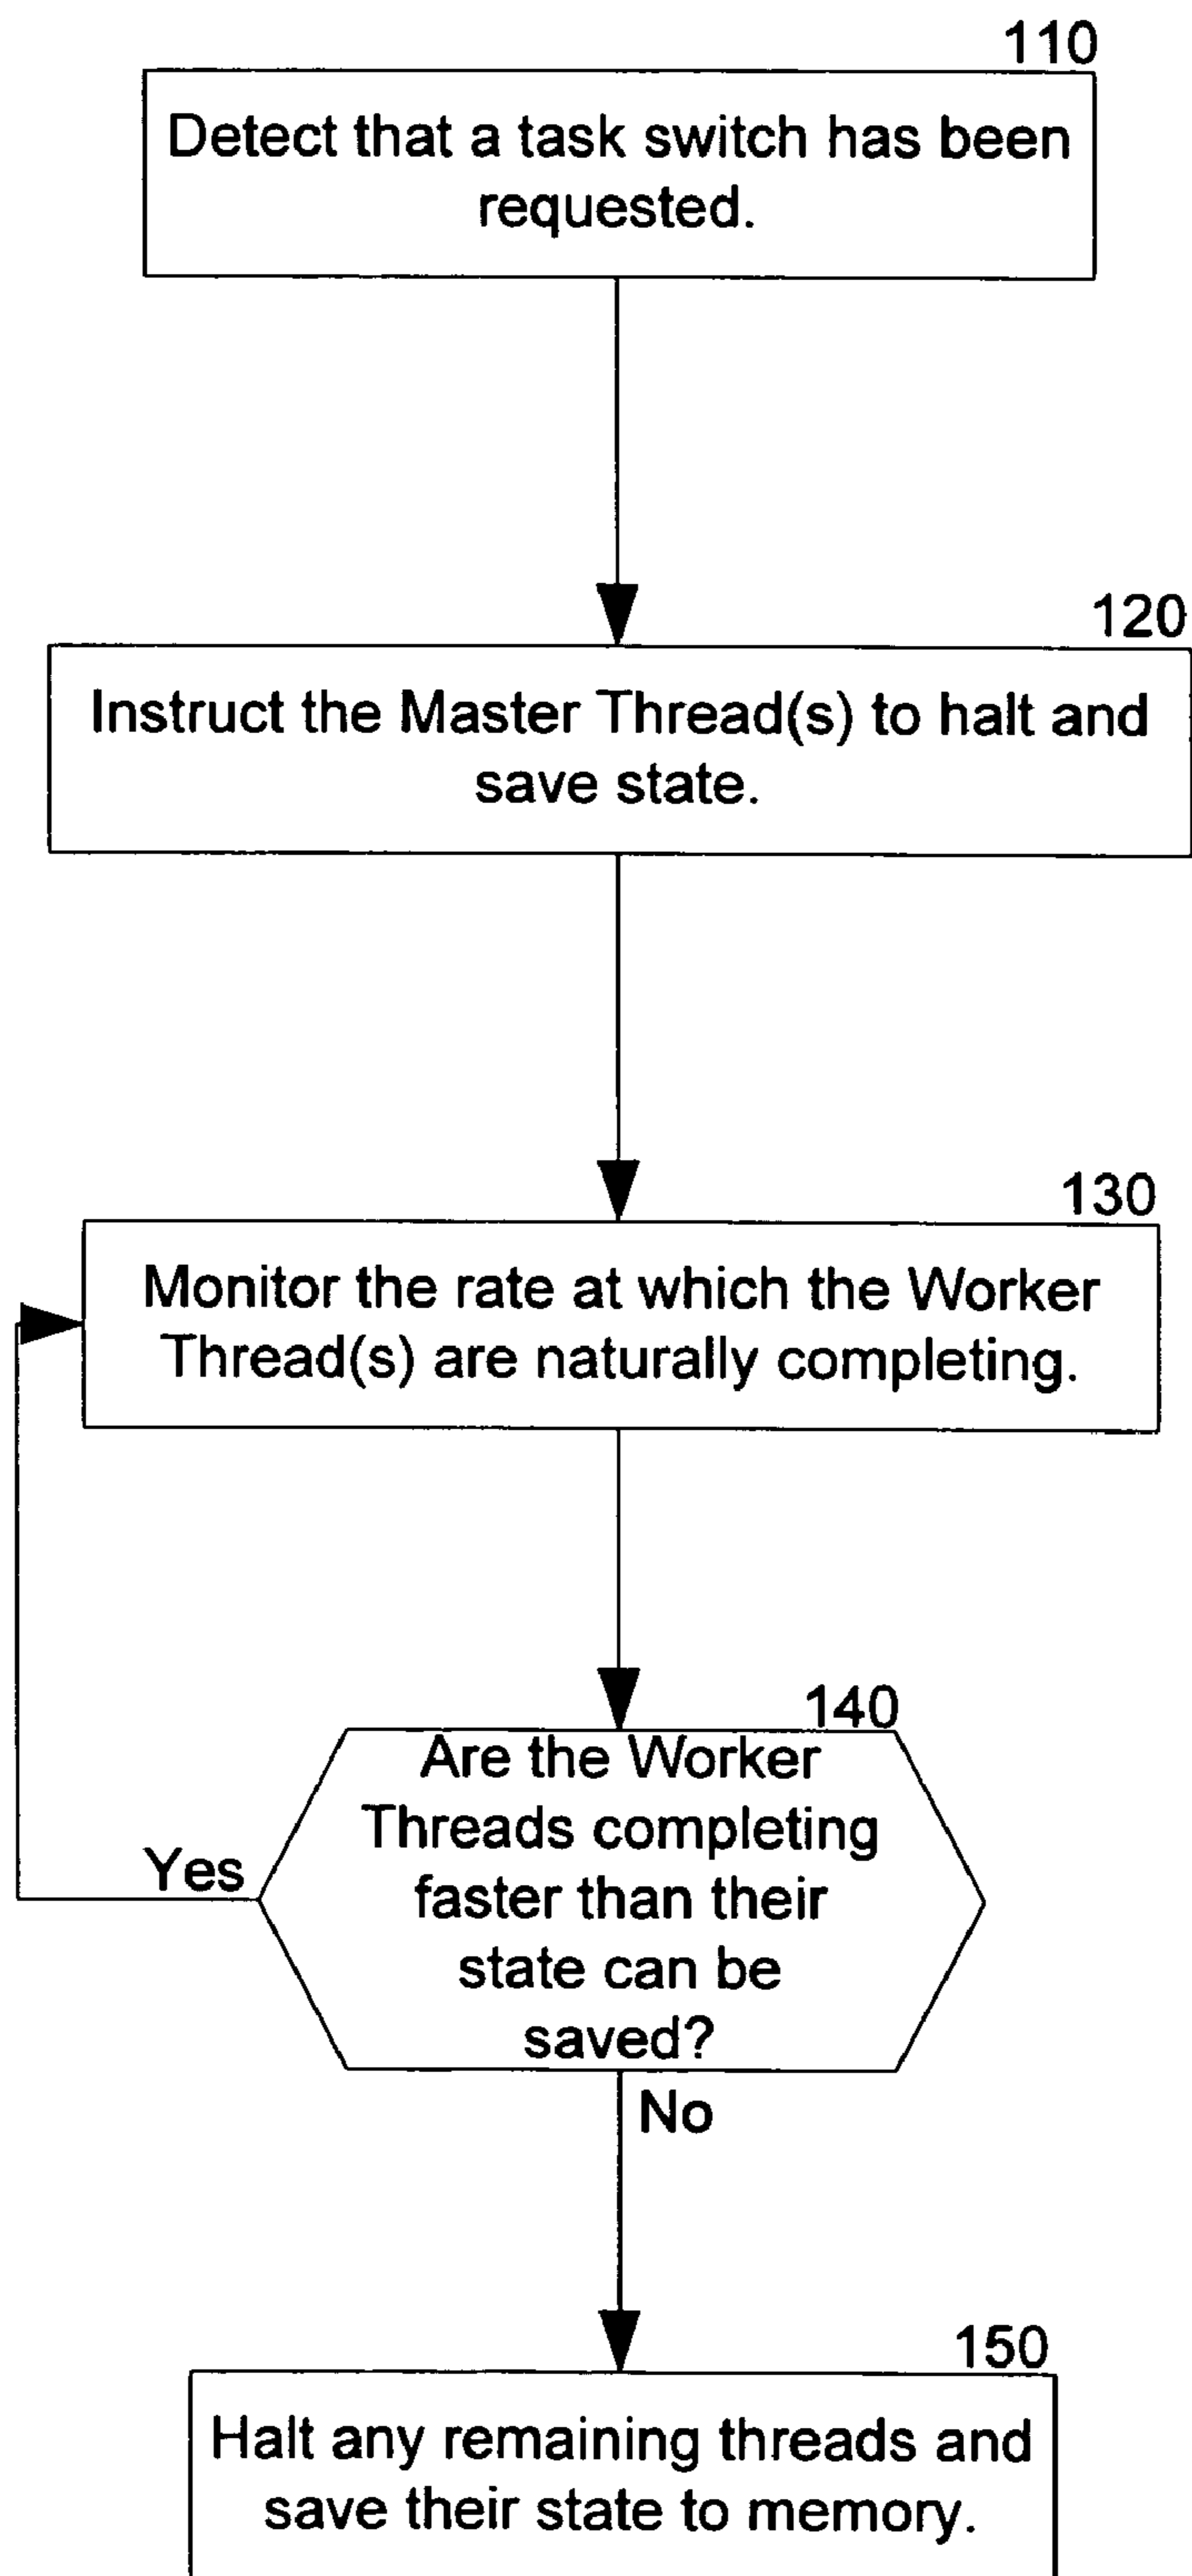 110
Detect that a task switch has been
requested.
120
Instruct the Master Thread(s) to halt and
save state.
130
Monitor the rate at which the Worker
Thread(s) are naturally completing.
140
Are the Worker
Threads completing
faster than their
state can be
saved?
Yes
No
150
Halt any remaining threads and
save their state to memory.